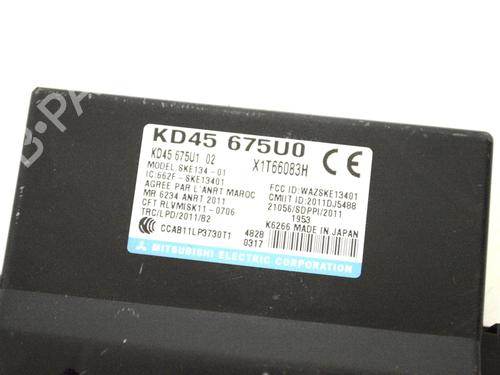 KD45 675U0
KD45 675U1 02 X1T66083H CE
MODEL:SKE134-01
IC:662F-SKE13401 FCC ID:WAZSKE13401
AGREE PAR L'ANRT MAROC CMIIT ID:2011DJ5488
MR 6234 ANRT 2011 21056/SDPPI/2011
CFT RLVMISK11-0706 1953
TRC/LPD/2011/82 K6266 MADE IN JAPAN
CCC CCAB11LP3730T1 4828
0317
MITSUBISHI ELECTRIC CORPORATION
B-PARTS